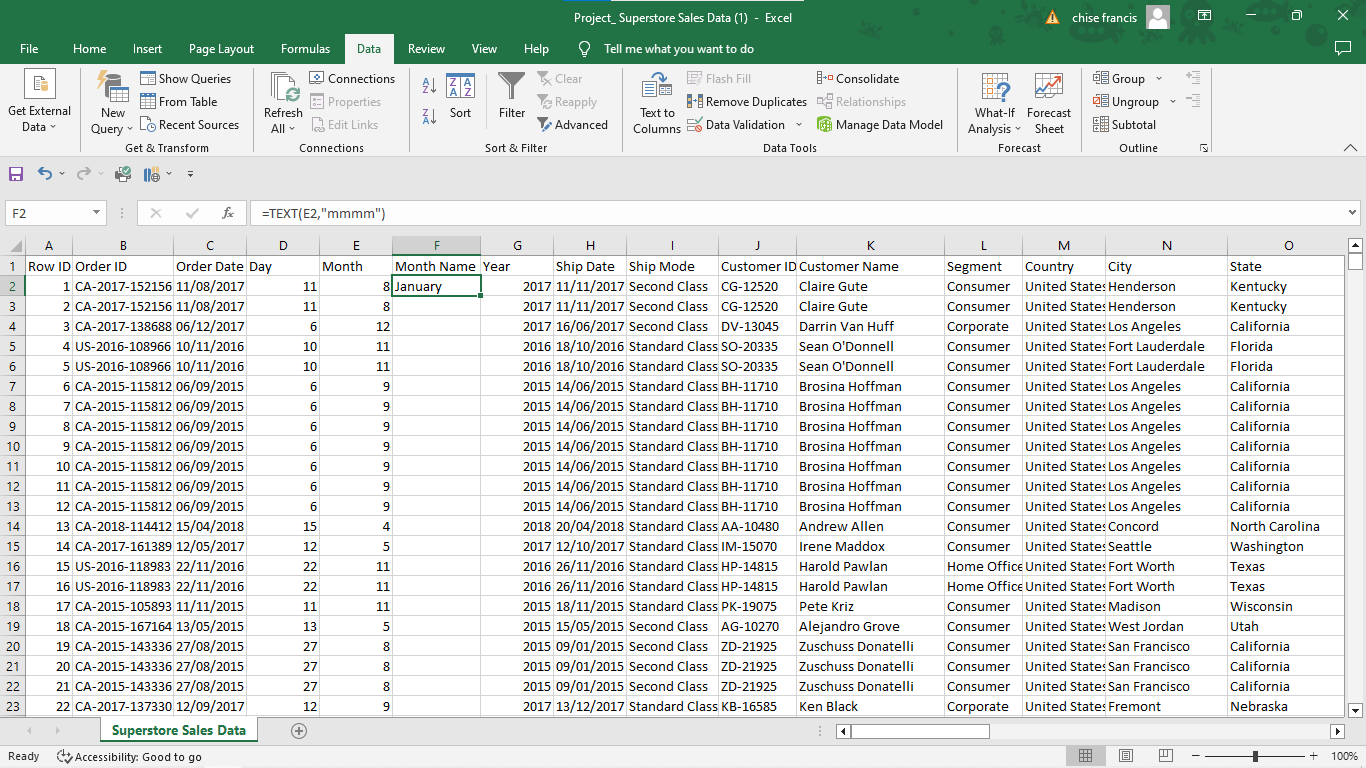 Project_ Superstore Sales Data (1) - Excel
chise francis
File Home Insert Page Layout Formulas Data Review View Help Tell me what you want to do
Get External Data
New Query
Show Queries
From Table
Recent Sources
Get & Transform
Refresh All
Connections
Properties
Edit Links
Connections
Sort
Filter
Clear
Reapply
Advanced
Sort & Filter
Text to Columns
Flash Fill
Remove Duplicates
Data Validation
Consolidate
Relationships
Manage Data Model
Data Tools
What-If Analysis
Forecast Sheet
Forecast
Group
Ungroup
Subtotal
Outline
F2 fx =TEXT(E2,"mmmm")
A B C D E F G H I J K L M N O
1 Row ID Order ID Order Date Day Month Month Name Year Ship Date Ship Mode Customer ID Customer Name Segment Country City State
2 1 CA-2017-152156 11/08/2017 11 8 January 2017 11/11/2017 Second Class CG-12520 Claire Gute Consumer United States Henderson Kentucky
3 2 CA-2017-152156 11/08/2017 11 8 2017 11/11/2017 Second Class CG-12520 Claire Gute Consumer United States Henderson Kentucky
4 3 CA-2017-138688 06/12/2017 6 12 2017 16/06/2017 Second Class DV-13045 Darrin Van Huff Corporate United States Los Angeles California
5 4 US-2016-108966 10/11/2016 10 11 2016 18/10/2016 Standard Class SO-20335 Sean O'Donnell Consumer United States Fort Lauderdale Florida
6 5 US-2016-108966 10/11/2016 10 11 2016 18/10/2016 Standard Class SO-20335 Sean O'Donnell Consumer United States Fort Lauderdale Florida
7 6 CA-2015-115812 06/09/2015 6 9 2015 14/06/2015 Standard Class BH-11710 Brosina Hoffman Consumer United States Los Angeles California
8 7 CA-2015-115812 06/09/2015 6 9 2015 14/06/2015 Standard Class BH-11710 Brosina Hoffman Consumer United States Los Angeles California
9 8 CA-2015-115812 06/09/2015 6 9 2015 14/06/2015 Standard Class BH-11710 Brosina Hoffman Consumer United States Los Angeles California
10 9 CA-2015-115812 06/09/2015 6 9 2015 14/06/2015 Standard Class BH-11710 Brosina Hoffman Consumer United States Los Angeles California
11 10 CA-2015-115812 06/09/2015 6 9 2015 14/06/2015 Standard Class BH-11710 Brosina Hoffman Consumer United States Los Angeles California
12 11 CA-2015-115812 06/09/2015 6 9 2015 14/06/2015 Standard Class BH-11710 Brosina Hoffman Consumer United States Los Angeles California
13 12 CA-2015-115812 06/09/2015 6 9 2015 14/06/2015 Standard Class BH-11710 Brosina Hoffman Consumer United States Los Angeles California
14 13 CA-2018-114412 15/04/2018 15 4 2018 20/04/2018 Standard Class AA-10480 Andrew Allen Consumer United States Concord North Carolina
15 14 CA-2017-161389 12/05/2017 12 5 2017 12/10/2017 Standard Class IM-15070 Irene Maddox Consumer United States Seattle Washington
16 15 US-2016-118983 22/11/2016 22 11 2016 26/11/2016 Standard Class HP-14815 Harold Pawlan Home Office United States Fort Worth Texas
17 16 US-2016-118983 22/11/2016 22 11 2016 26/11/2016 Standard Class HP-14815 Harold Pawlan Home Office United States Fort Worth Texas
18 17 CA-2015-105893 11/11/2015 11 11 2015 18/11/2015 Standard Class PK-19075 Pete Kriz Consumer United States Madison Wisconsin
19 18 CA-2015-167164 13/05/2015 13 5 2015 15/05/2015 Second Class AG-10270 Alejandro Grove Consumer United States West Jordan Utah
20 19 CA-2015-143336 27/08/2015 27 8 2015 09/01/2015 Second Class ZD-21925 Zuschuss Donatelli Consumer United States San Francisco California
21 20 CA-2015-143336 27/08/2015 27 8 2015 09/01/2015 Second Class ZD-21925 Zuschuss Donatelli Consumer United States San Francisco California
22 21 CA-2015-143336 27/08/2015 27 8 2015 09/01/2015 Second Class ZD-21925 Zuschuss Donatelli Consumer United States San Francisco California
23 22 CA-2017-137330 12/09/2017 12 9 2017 13/12/2017 Standard Class KB-16585 Ken Black Corporate United States Fremont Nebraska
Superstore Sales Data
Ready Accessibility: Good to go 100%